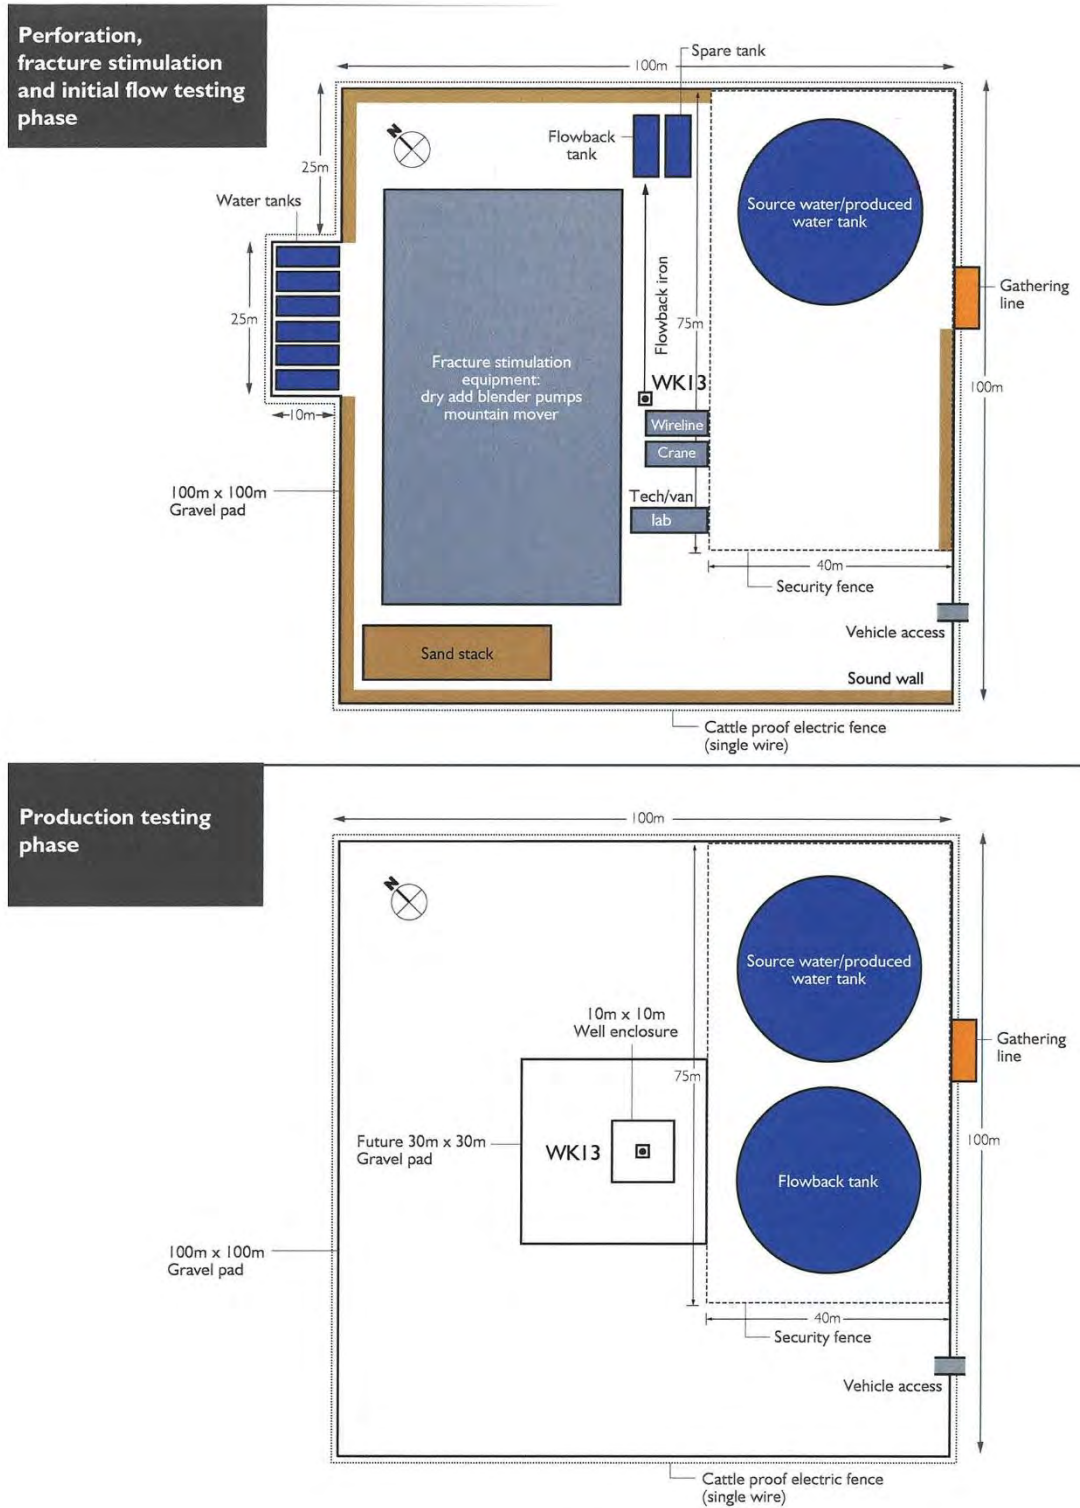 Perforation,
fracture stimulation
and initial flow testing
phase
Spare tank
100m
N
Flowback
tank
25m
Water tanks
Source water/produced
water tank
Gathering
line
25m
Flowback iron
75m
Fracture stimulation
equipment:
dry add blender pumps
mountain mover
WK13
100m
10m
Wireline
Crane
100m x 100m
Gravel pad
Tech/van
lab
40m
Security fence
Vehicle access
Sand stack
Sound wall
Cattle proof electric fence
(single wire)
Production testing
phase
100m
N
Source water/produced
water tank
10m x 10m
Well enclosure
Gathering
line
75m
Future 30m x 30m
Gravel pad
WK13
100m
Flowback tank
100m x 100m
Gravel pad
40m
Security fence
Vehicle access
Cattle proof electric fence
(single wire)